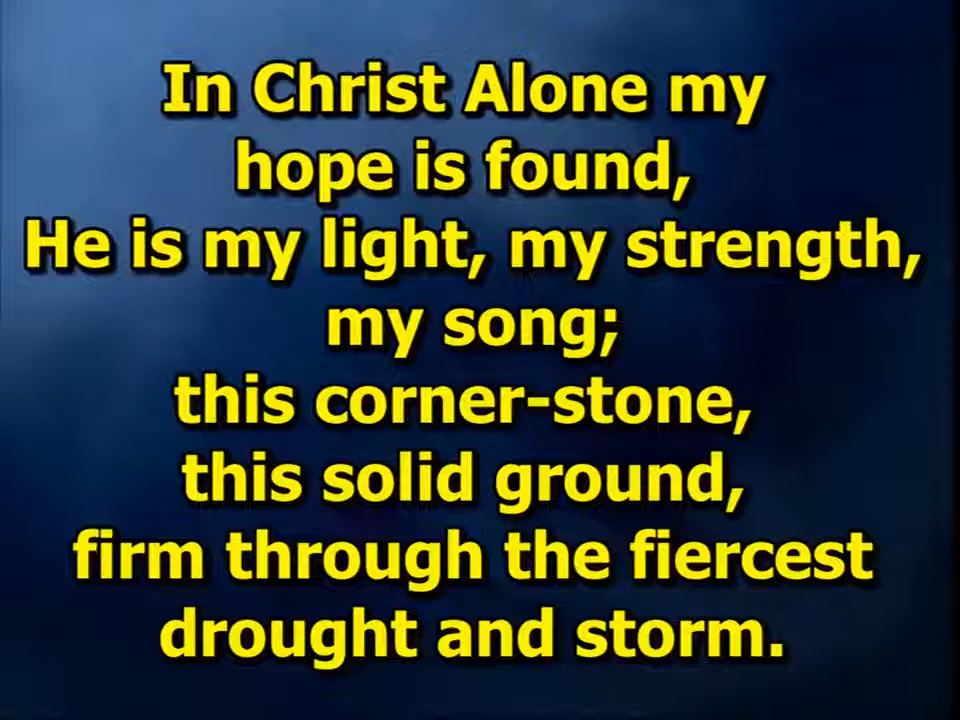 In Christ Alone my
hope is found,
He is my light, my strength,
my song;
this corner-stone,
this solid ground,
firm through the fiercest
drought and storm.